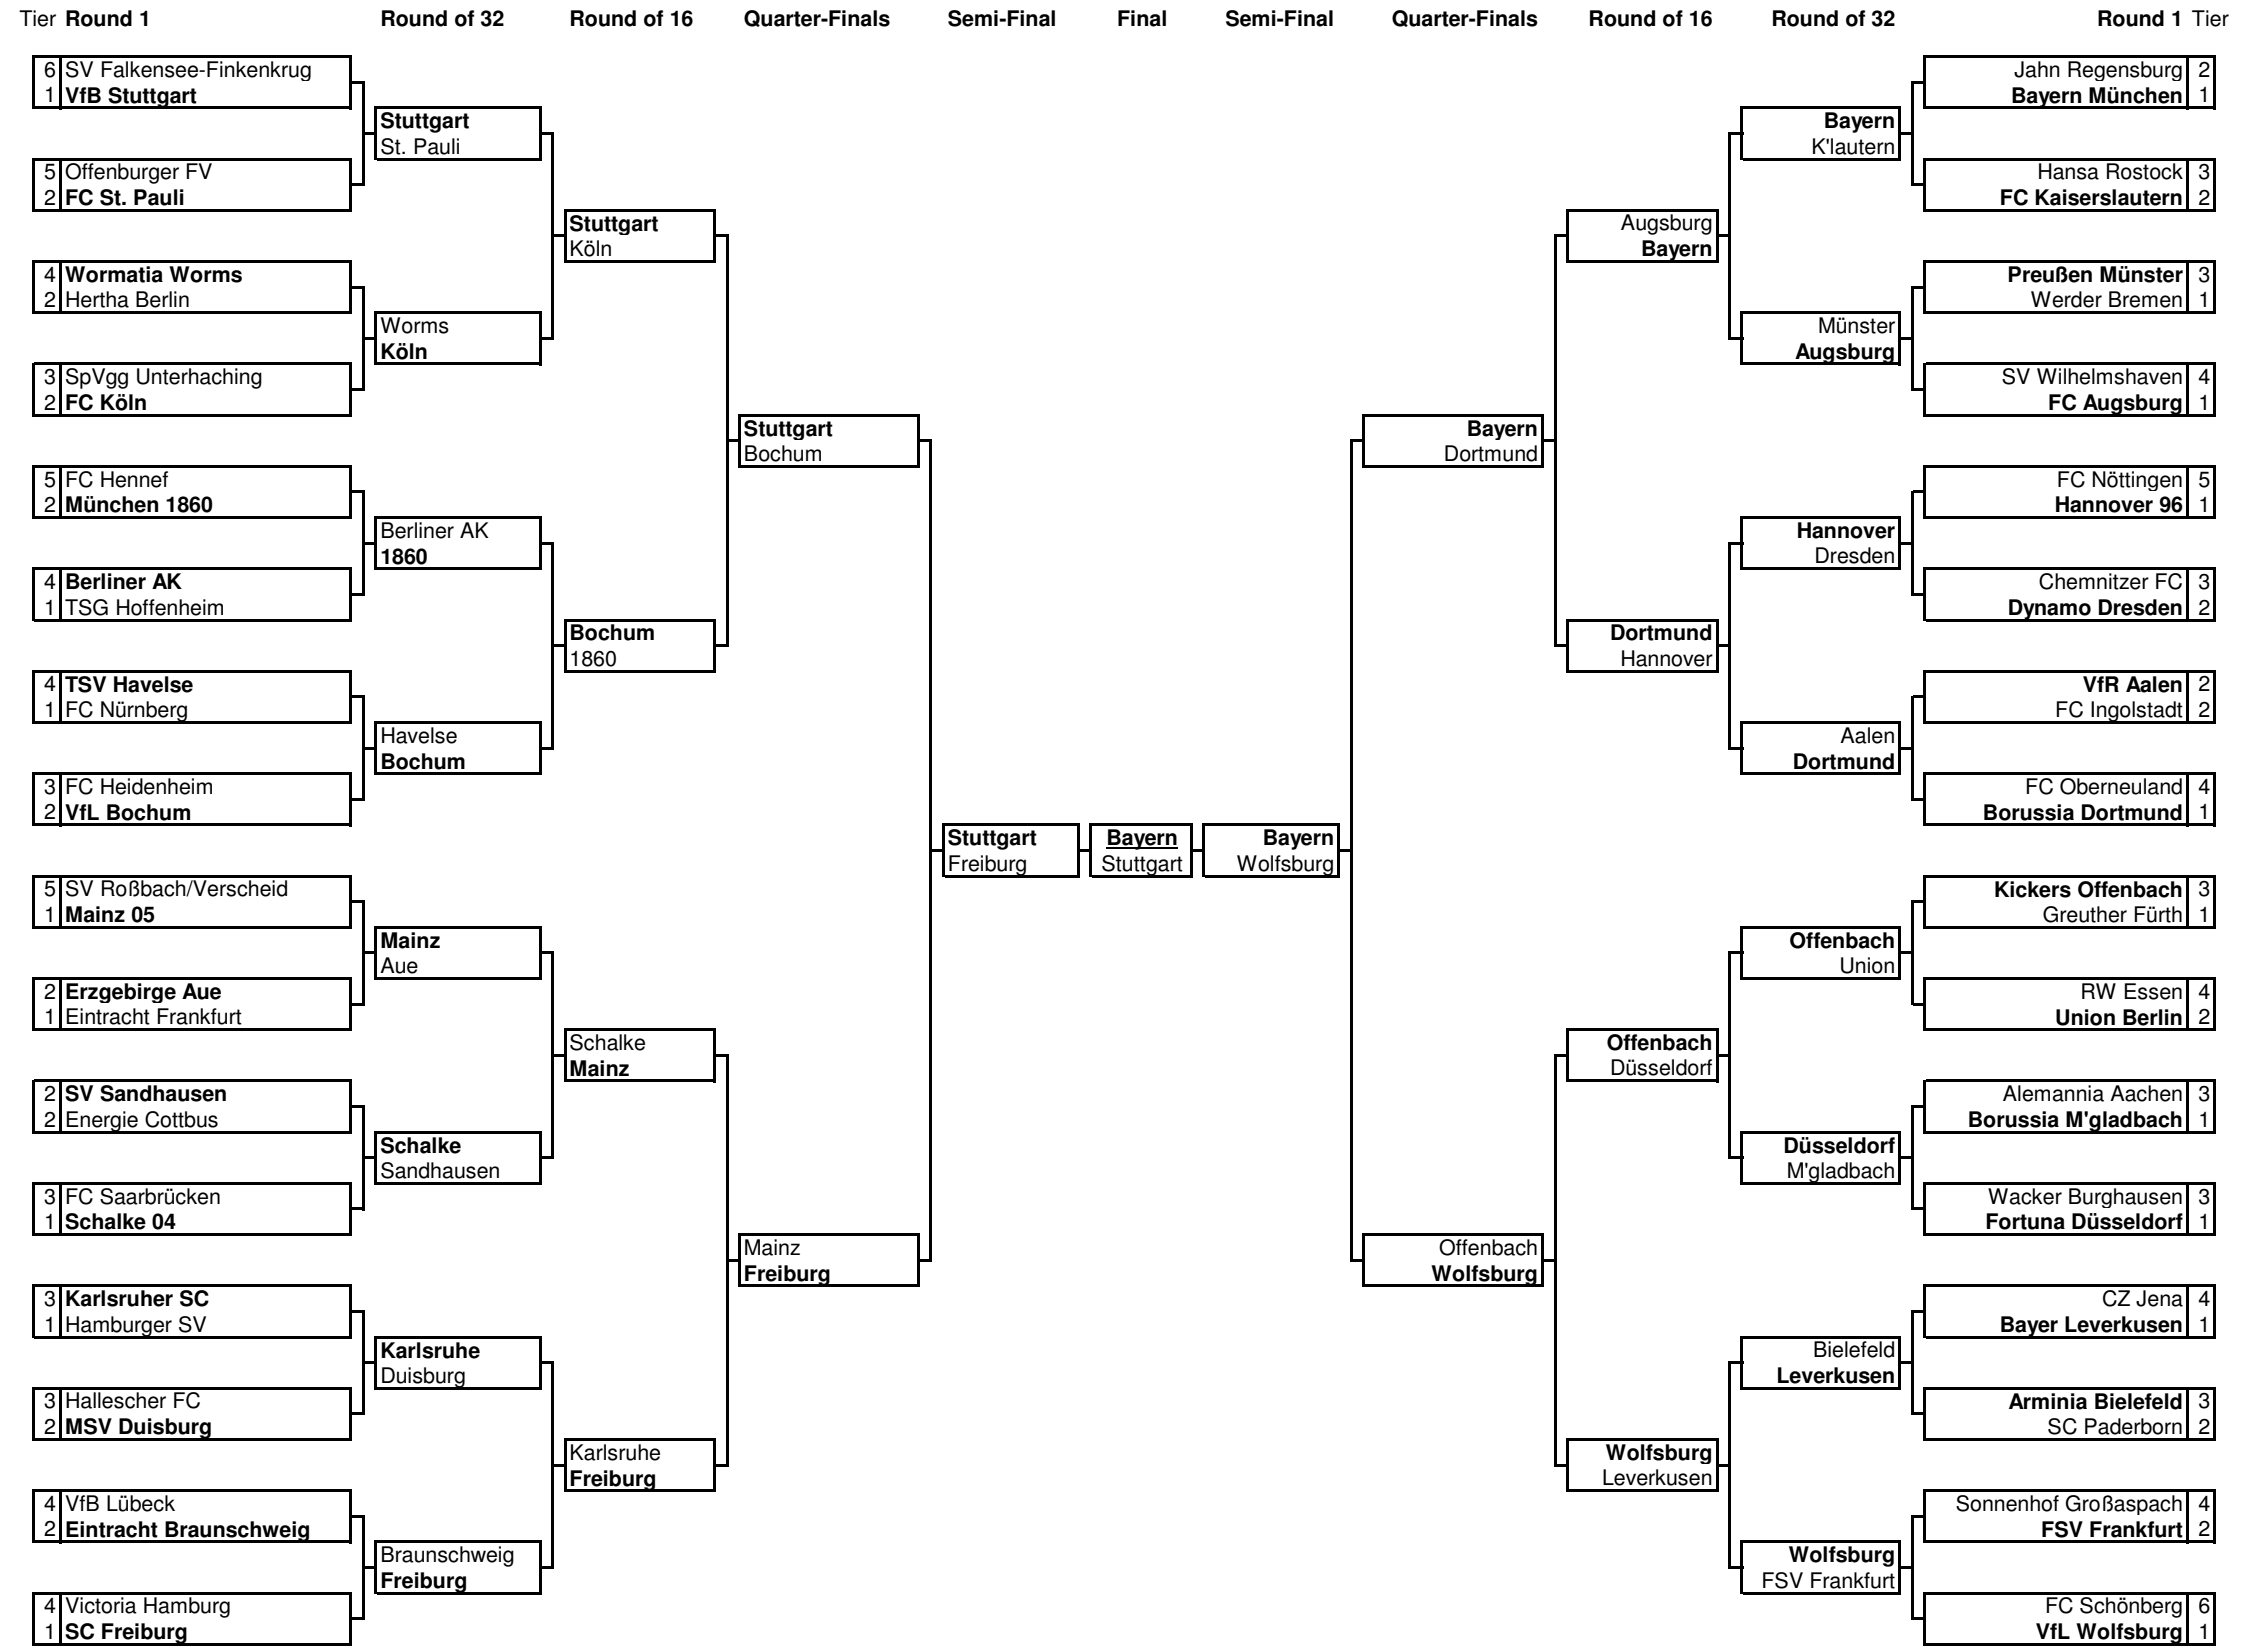 Tier Round 1 Round of 32 Round of 16 Quarter-Finals Semi-Final Final Semi-Final Quarter-Finals Round of 16 Round of 32 Round 1 Tier
6 SV Falkensee-Finkenkrug
1 VfB Stuttgart
5 Offenburger FV
2 FC St. Pauli
4 Wormatia Worms
2 Hertha Berlin
3 SpVgg Unterhaching
2 FC Köln
5 FC Hennef
2 München 1860
4 Berliner AK
1 TSG Hoffenheim
4 TSV Havelse
1 FC Nürnberg
3 FC Heidenheim
2 VfL Bochum
5 SV Roßbach/Verscheid
1 Mainz 05
2 Erzgebirge Aue
1 Eintracht Frankfurt
2 SV Sandhausen
2 Energie Cottbus
3 FC Saarbrücken
1 Schalke 04
3 Karlsruher SC
1 Hamburger SV
3 Hallescher FC
2 MSV Duisburg
4 VfB Lübeck
2 Eintracht Braunschweig
4 Victoria Hamburg
1 SC Freiburg
Stuttgart
St. Pauli
Worms
Köln
Berliner AK
1860
Havelse
Bochum
Mainz
Aue
Schalke
Sandhausen
Karlsruhe
Duisburg
Braunschweig
Freiburg
Stuttgart
Köln
Bochum
1860
Schalke
Mainz
Karlsruhe
Freiburg
Stuttgart
Bochum
Mainz
Freiburg
Stuttgart
Freiburg
Bayern
Stuttgart
Bayern
Wolfsburg
Bayern
Dortmund
Offenbach
Wolfsburg
Augsburg
Bayern
Dortmund
Hannover
Offenbach
Düsseldorf
Wolfsburg
Leverkusen
Bayern
K'lautern
Münster
Augsburg
Hannover
Dresden
Aalen
Dortmund
Offenbach
Union
Düsseldorf
M'gladbach
Bielefeld
Leverkusen
Wolfsburg
FSV Frankfurt
Jahn Regensburg 2
Bayern München 1
Hansa Rostock 3
FC Kaiserslautern 2
Preußen Münster 3
Werder Bremen 1
SV Wilhelmshaven 4
FC Augsburg 1
FC Nöttingen 5
Hannover 96 1
Chemnitzer FC 3
Dynamo Dresden 2
VfR Aalen 2
FC Ingolstadt 2
FC Oberneuland 4
Borussia Dortmund 1
Kickers Offenbach 3
Greuther Fürth 1
RW Essen 4
Union Berlin 2
Alemannia Aachen 3
Borussia M'gladbach 1
Wacker Burghausen 3
Fortuna Düsseldorf 1
CZ Jena 4
Bayer Leverkusen 1
Arminia Bielefeld 3
SC Paderborn 2
Sonnenhof Großaspach 4
FSV Frankfurt 2
FC Schönberg 6
VfL Wolfsburg 1